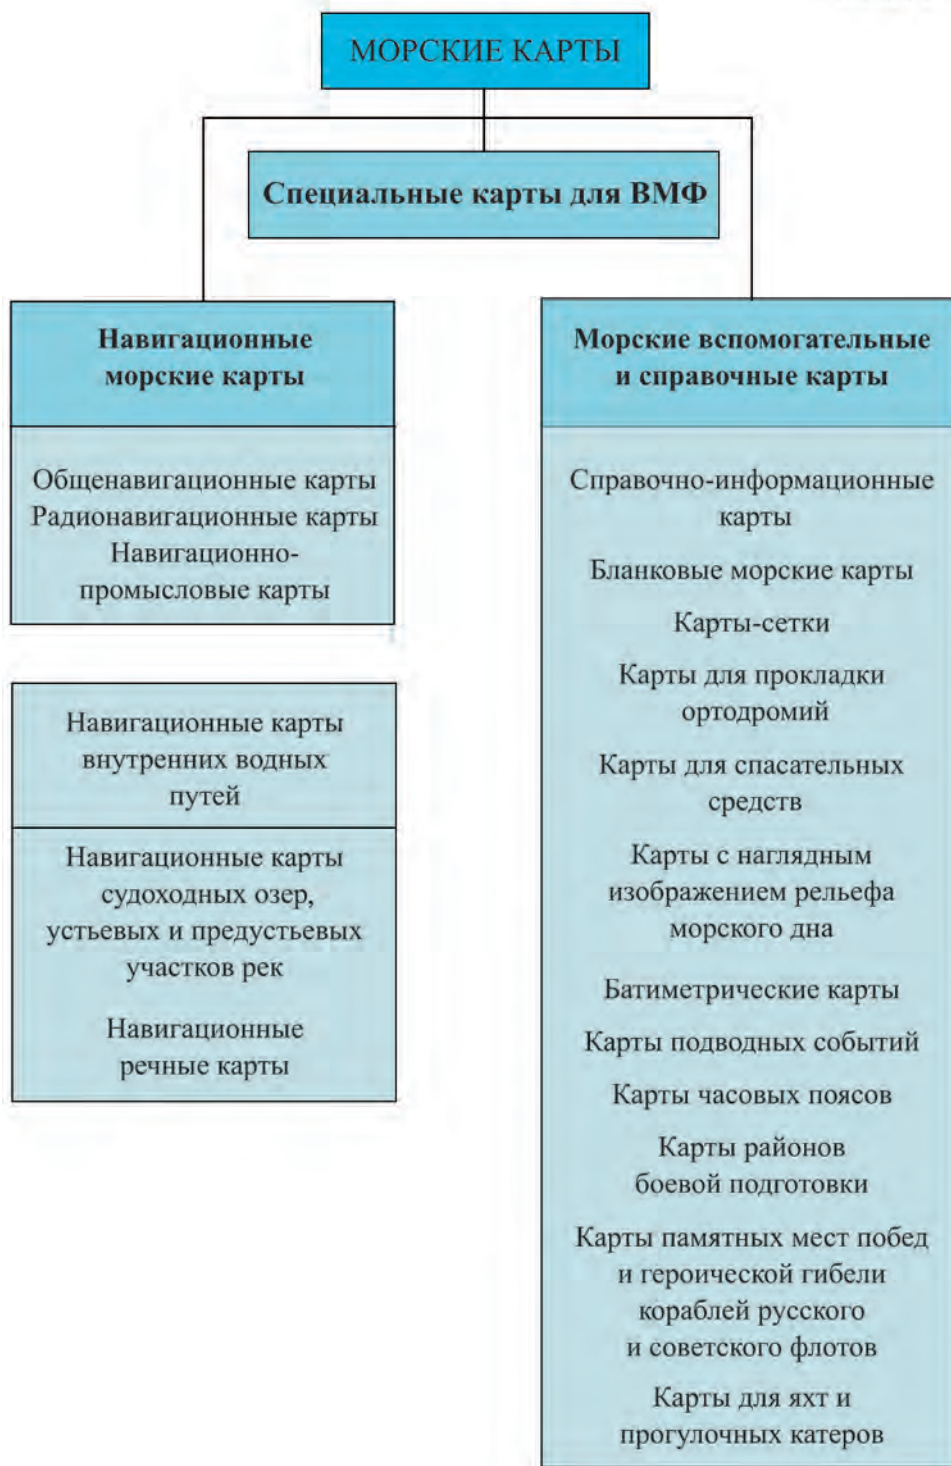 МОРСКИЕ КАРТЫ
Специальные карты для ВМФ
Навигационные
морские карты
Общенавигационные карты
Радионавигационные карты
Навигационно-
промысловые карты
Навигационные карты
внутренних водных
путей
Навигационные карты
судоходных озер,
устьевых и предустьевых
участков рек
Навигационные
речные карты
Морские вспомогательные
и справочные карты
Справочно-информационные
карты
Бланковые морские карты
Карты-сетки
Карты для прокладки
ортодромий
Карты для спасательных
средств
Карты с наглядным
изображением рельефа
морского дна
Батиметрические карты
Карты подводных событий
Карты часовых поясов
Карты районов
боевой подготовки
Карты памятных мест побед
и героической гибели
кораблей русского
и советского флотов
Карты для яхт и
прогулочных катеров